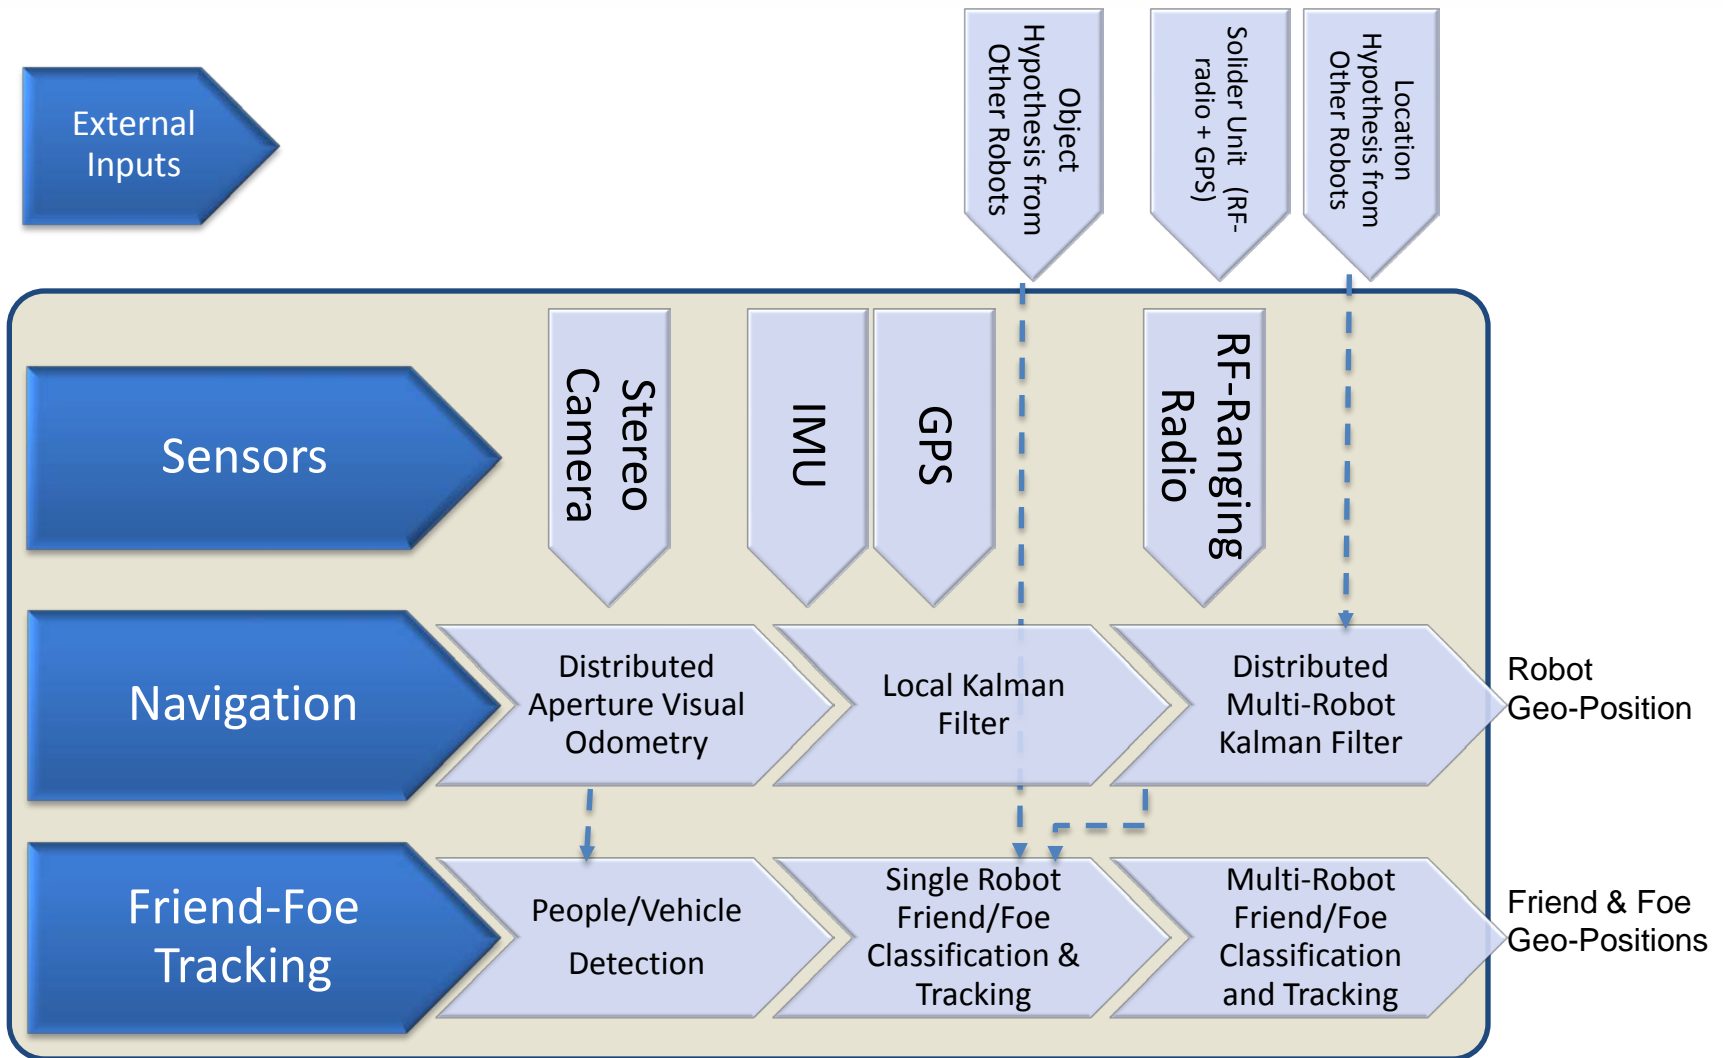 External
Inputs
Object
Hypothesis from
Other Robots
Solider Unit (RF-
radio + GPS)
Location
Hypothesis from
Other Robots
Sensors
Stereo
Camera
IMU
GPS
RF-Ranging
Radio
Navigation
Distributed
Aperture Visual
Odometry
Local Kalman
Filter
Distributed
Multi-Robot
Kalman Filter
Robot
Geo-Position
Friend-Foe
Tracking
People/Vehicle
Detection
Single Robot
Friend/Foe
Classification &
Tracking
Multi-Robot
Friend/Foe
Classification
and Tracking
Friend & Foe
Geo-Positions